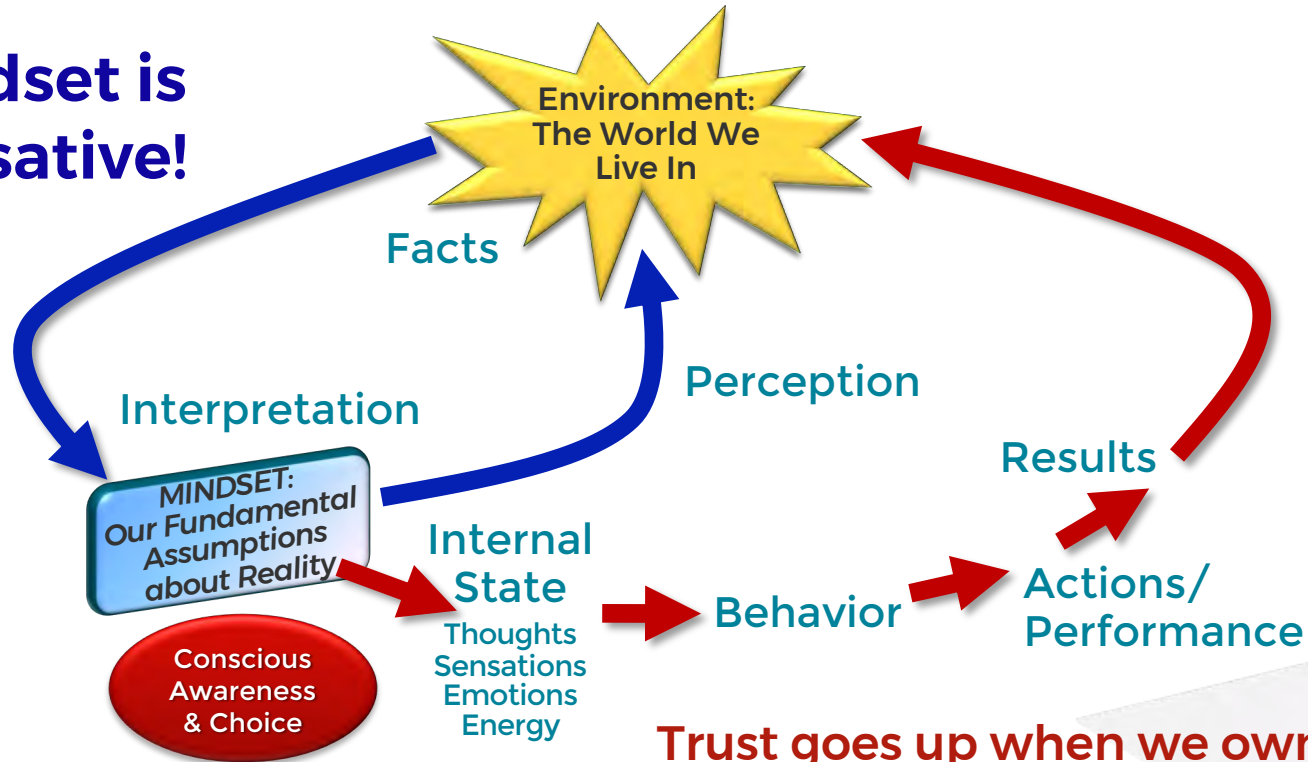 dset is
sative!
Environment:
The World We
Live In
Facts
Perception
Interpretation
MINDSET:
Our Fundamental
Assumptions
about Reality
Conscious
Awareness
& Choice
Internal
State
Thoughts
Sensations
Emotions
Energy
Behavior
Actions/
Performance
Results
Trust goes up when we own